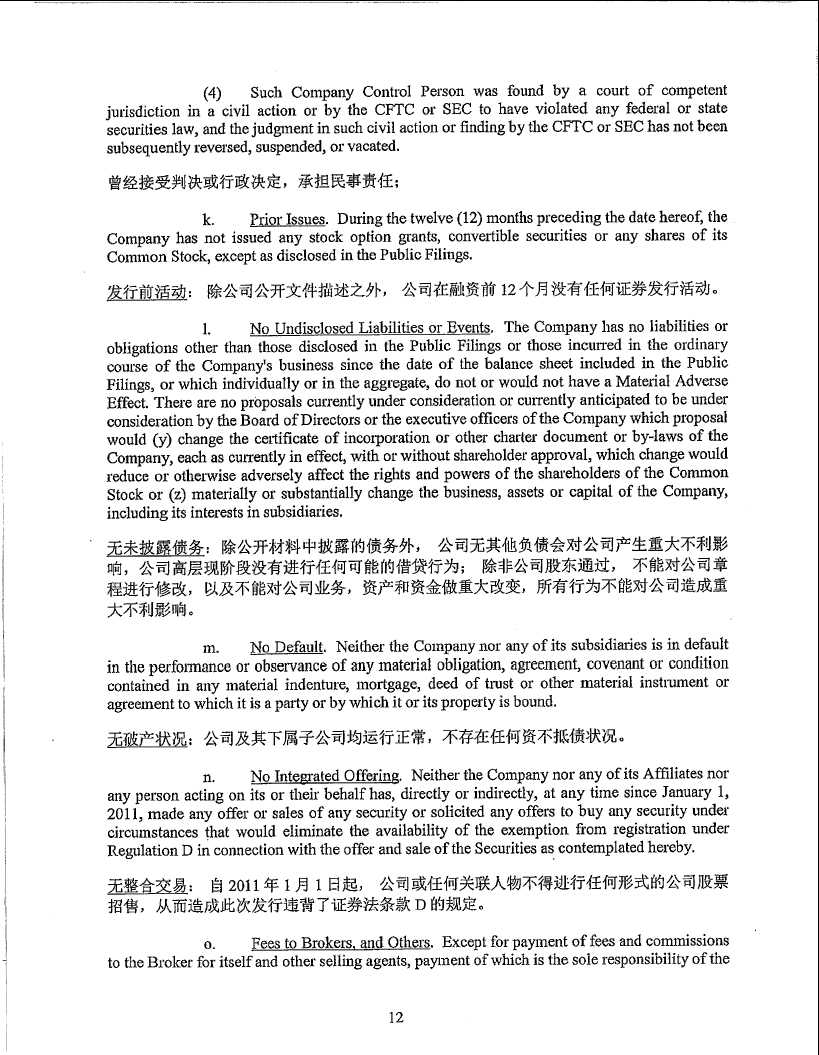 (4) Such Company Control Person was found by a court of competent
jurisdiction in a civil action or by the CFTC or SEC to have violated any federal or state
securities law, and the judgment in such civil action or finding by the CFTC or SEC has not been
subsequently reversed, suspended, or vacated.
曾经接受判决或行政决定，承担民事责任；
k. Prior Issues. During the twelve (12) months preceding the date hereof, the
Company has not issued any stock option grants, convertible securities or any shares of its
Common Stock, except as disclosed in the Public Filings.
发行前活动： 除公司公开文件描述之外， 公司在融资前 12 个月没有任何证券发行活动。
l. No Undisclosed Liabilities or Events. The Company has no liabilities or
obligations other than those disclosed in the Public Filings or those incurred in the ordinary
course of the Company's business since the date of the balance sheet included in the Public
Filings, or which individually or in the aggregate, do not or would not have a Material Adverse
Effect. There are no proposals currently under consideration or currently anticipated to be under
consideration by the Board of Directors or the executive officers of the Company which proposal
would (y) change the certificate of incorporation or other charter document or by-laws of the
Company, each as currently in effect, with or without shareholder approval, which change would
reduce or otherwise adversely affect the rights and powers of the shareholders of the Common
Stock or (z) materially or substantially change the business, assets or capital of the Company,
including its interests in subsidiaries.
无未披露债务：除公开材料中披露的债务外， 公司无其他负债会对公司产生重大不利影
响，公司高层现阶段没有进行任何可能的借贷行为； 除非公司股东通过， 不能对公司章
程进行修改，以及不能对公司业务，资产和资金做重大改变，所有行为不能对公司造成重
大不利影响。
m. No Default. Neither the Company nor any of its subsidiaries is in default
in the performance or observance of any material obligation, agreement, covenant or condition
contained in any material indenture, mortgage, deed of trust or other material instrument or
agreement to which it is a party or by which it or its property is bound.
无破产状况：公司及其下属子公司均运行正常，不存在任何资不抵债状况。
n. No Integrated Offering. Neither the Company nor any of its Affiliates nor
any person acting on its or their behalf has, directly or indirectly, at any time since January 1,
2011, made any offer or sales of any security or solicited any offers to buy any security under
circumstances that would eliminate the availability of the exemption from registration under
Regulation D in connection with the offer and sale of the Securities as contemplated hereby.
无整合交易： 自 2011 年 1 月 1 日起， 公司或任何关联人物不得进行任何形式的公司股票
招售，从而造成此次发行违背了证券法条款 D 的规定。
o. Fees to Brokers, and Others. Except for payment of fees and commissions
to the Broker for itself and other selling agents, payment of which is the sole responsibility of the
12